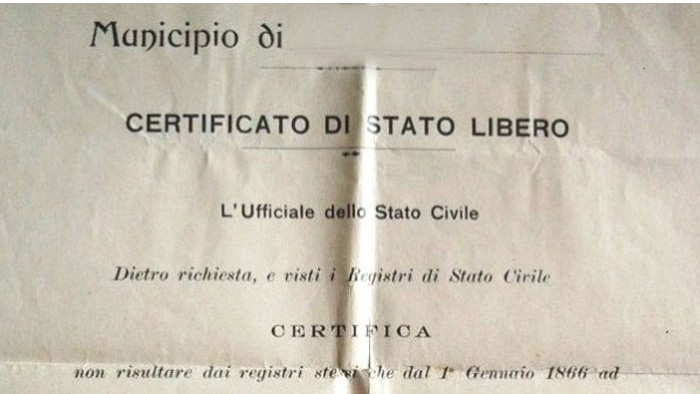 Municipio di
CERTIFICATO DI STATO LIBERO
L'Ufficiale dello Stato Civile
Dietro richiesta, e visti i Registri di Stato Civile
CERTIFICA
non risultare dai registri stessi che dal 1° Gennaio 1866 ad